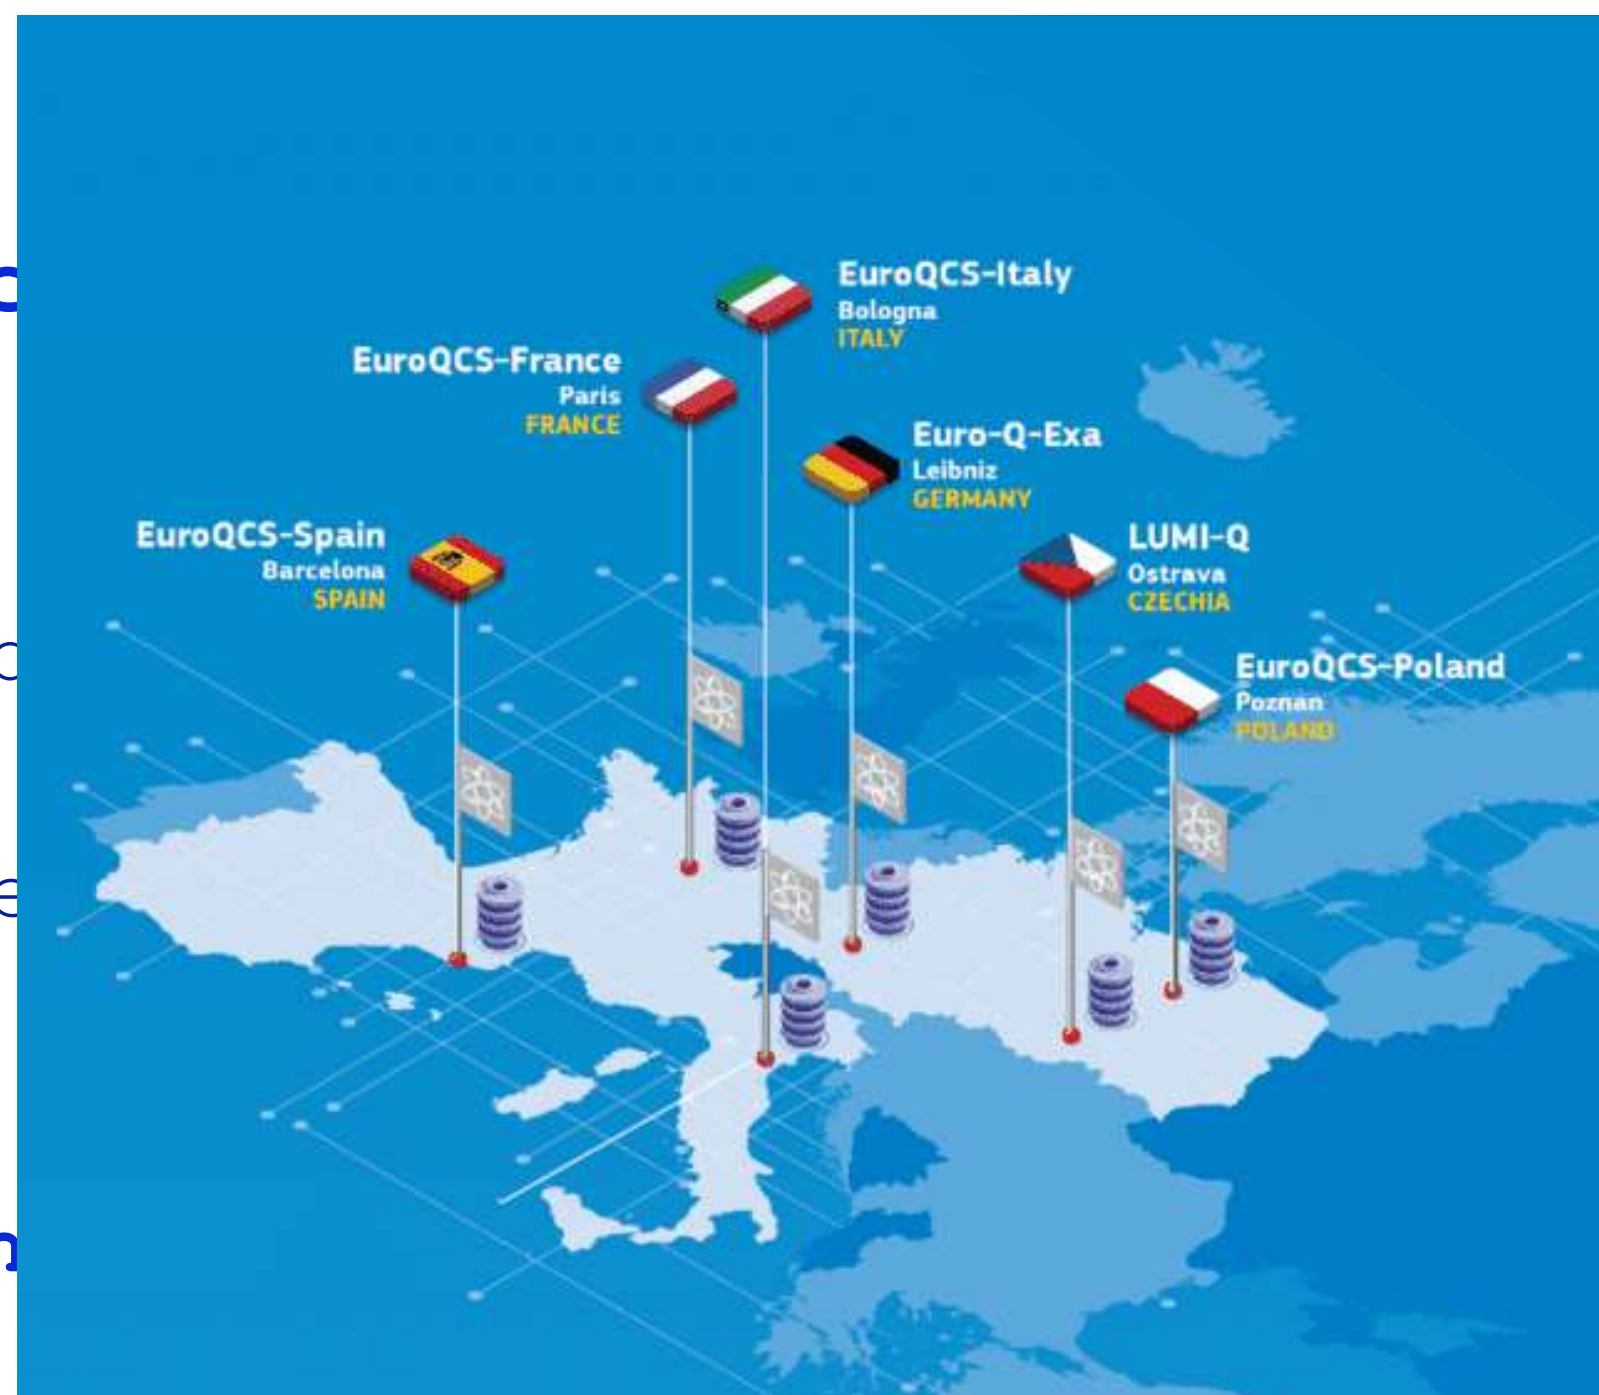 EuroQCS-Italy
Bologna
ITALY
EuroQCS-France
Paris
FRANCE
Euro-Q-Exa
Leibniz
GERMANY
EuroQCS-Spain
Barcelona
SPAIN
LUMI-Q
Ostrava
CZECHIA
EuroQCS-Poland
Poznan
POLAND